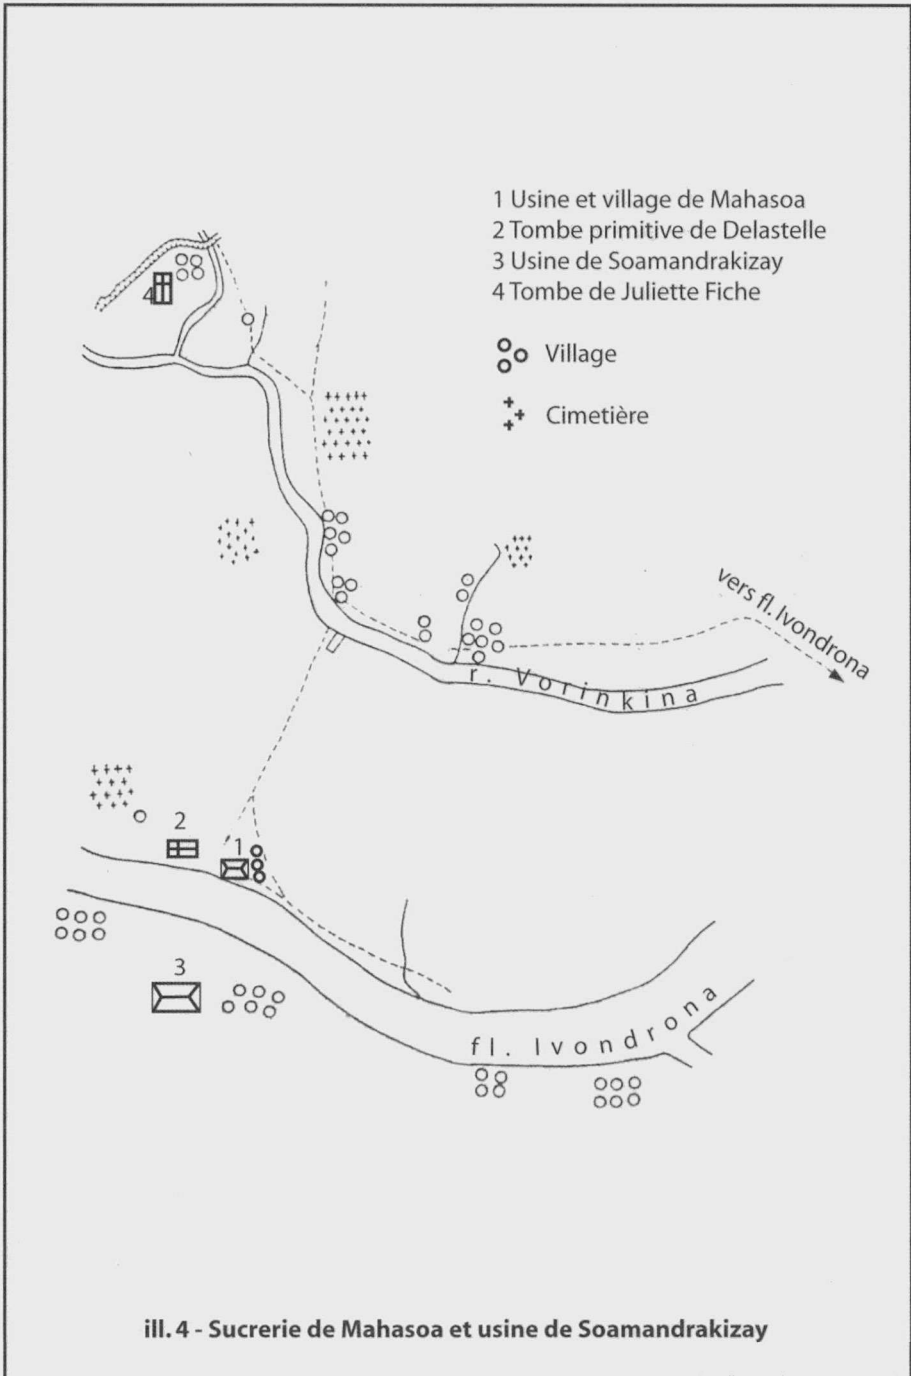 1 Usine et village de Mahasoa
2 Tombe primitive de Delastelle
3 Usine de Soamandrakizay
4 Tombe de Juliette Fiche
Village
Cimetière
4
vers fl. Ivondrona
r. Vorinkina
2
1
3
fl. Ivondrona
ill. 4 - Sucrerie de Mahasoa et usine de Soamandrakizay